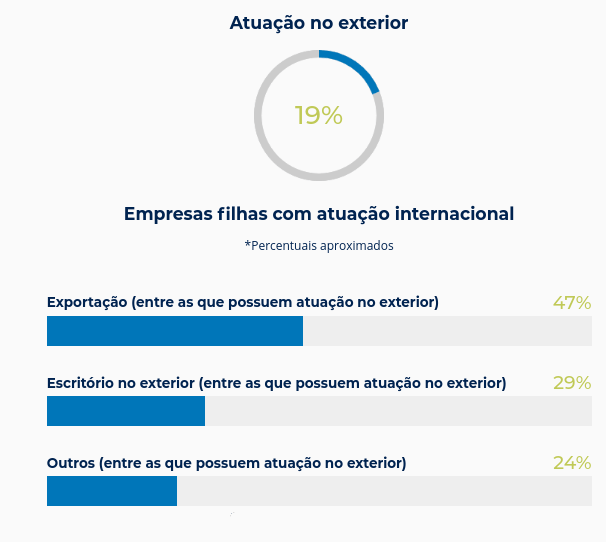 Atuação no exterior
19%
Empresas filhas com atuação internacional
*Percentuais aproximados
Exportação (entre as que possuem atuação no exterior) 47%
Escritório no exterior (entre as que possuem atuação no exterior) 29%
Outros (entre as que possuem atuação no exterior) 24%